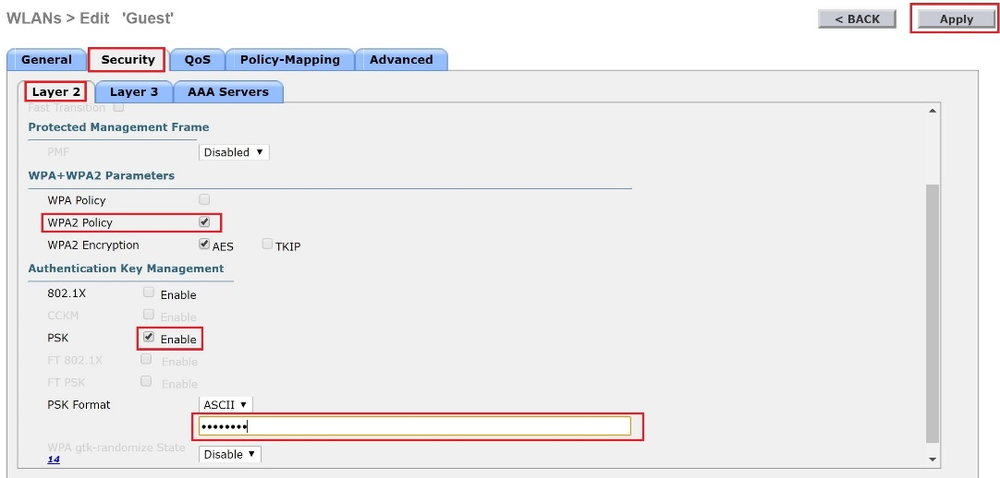 WLANs > Edit 'Guest'
< BACK
Apply
General
Security
QoS
Policy-Mapping
Advanced
Layer 2
Layer 3
AAA Servers
Fast Transition
Protected Management Frame
PMF
Disabled
WPA+WPA2 Parameters
WPA Policy
WPA2 Policy
WPA2 Encryption
AES
TKIP
Authentication Key Management
802.1X
Enable
CCKM
Enable
PSK
Enable
FT 802.1X
Enable
FT PSK
Enable
PSK Format
ASCII
••••••••
WPA gtk-randomize State
Disable
14